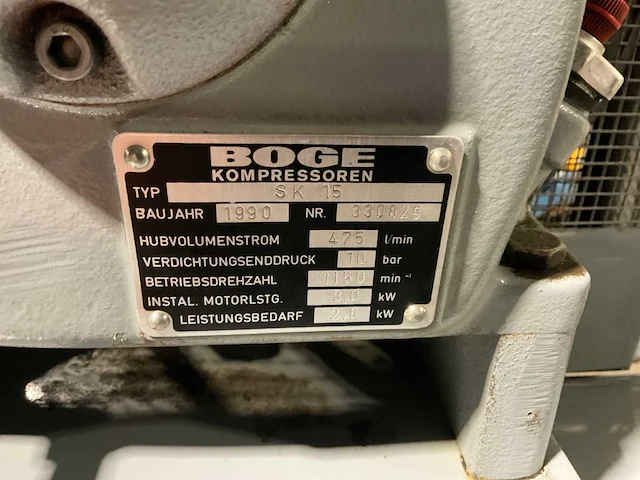 BOGE
KOMPRESSOREN
TYP SK 15
BAUJAHR 1990 NR. 330829
HUBVOLUMENSTROM 475 l/min
VERDICHTUNGSENDDRUCK 10 bar
BETRIEBSDREHZAHL 1150 min⁻¹
INSTAL. MOTORLSTG. 3,0 kW
LEISTUNGSBEDARF 2,8 kW